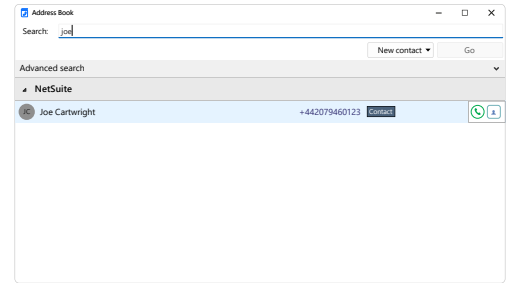 Address Book
Search: joe
New contact Go
Advanced search
NetSuite
JC Joe Cartwright +442079460123 Contact